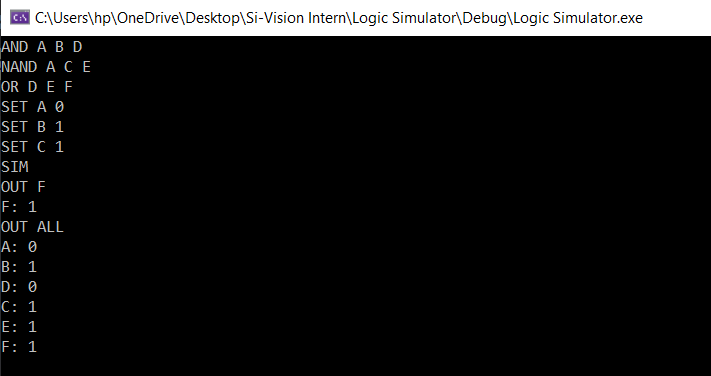 C:\Users\hp\OneDrive\Desktop\Si-Vision Intern\Logic Simulator\Debug\Logic Simulator.exe
AND A B D
NAND A C E
OR D E F
SET A 0
SET B 1
SET C 1
SIM
OUT F
F: 1
OUT ALL
A: 0
B: 1
D: 0
C: 1
E: 1
F: 1